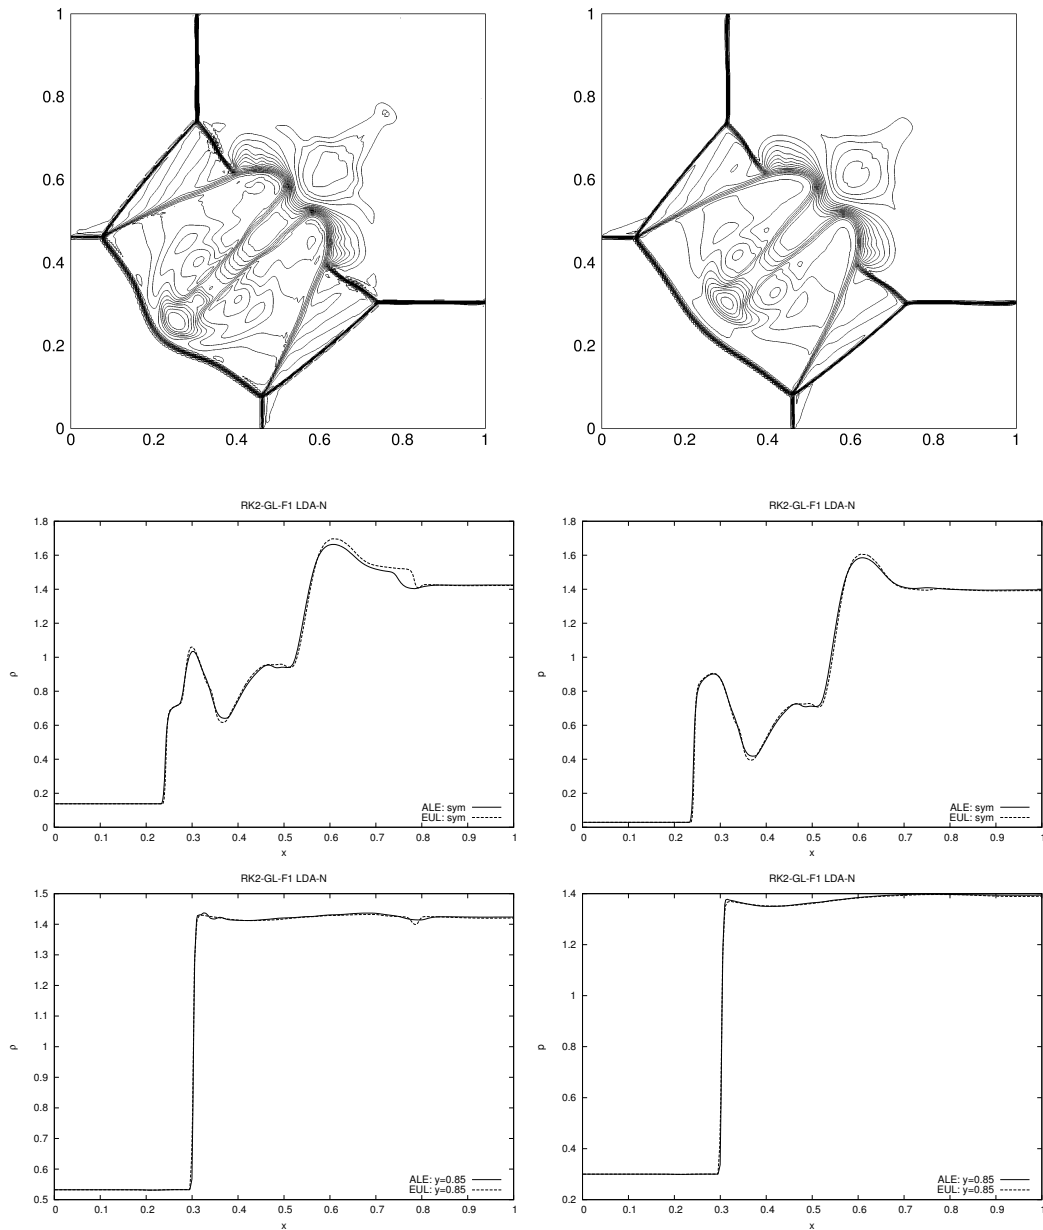 1
0.8
0.6
0.4
0.2
0
0 0.2 0.4 0.6 0.8 1
1
0.8
0.6
0.4
0.2
0
0 0.2 0.4 0.6 0.8 1
RK2-GL-F1 LDA-N
1.8
1.6
1.4
1.2
1
0.8
0.6
0.4
0.2
0
ρ
ALE: sym
EUL: sym
0 0.1 0.2 0.3 0.4 0.5 0.6 0.7 0.8 0.9 1
x
RK2-GL-F1 LDA-N
1.8
1.6
1.4
1.2
1
0.8
0.6
0.4
0.2
0
p
ALE: sym
EUL: sym
0 0.1 0.2 0.3 0.4 0.5 0.6 0.7 0.8 0.9 1
x
RK2-GL-F1 LDA-N
1.5
1.4
1.3
1.2
1.1
1
0.9
0.8
0.7
0.6
0.5
ρ
ALE: y=0.85
EUL: y=0.85
0 0.1 0.2 0.3 0.4 0.5 0.6 0.7 0.8 0.9 1
x
RK2-GL-F1 LDA-N
1.4
1.2
1
0.8
0.6
0.4
0.2
p
ALE: y=0.85
EUL: y=0.85
0 0.1 0.2 0.3 0.4 0.5 0.6 0.7 0.8 0.9 1
x